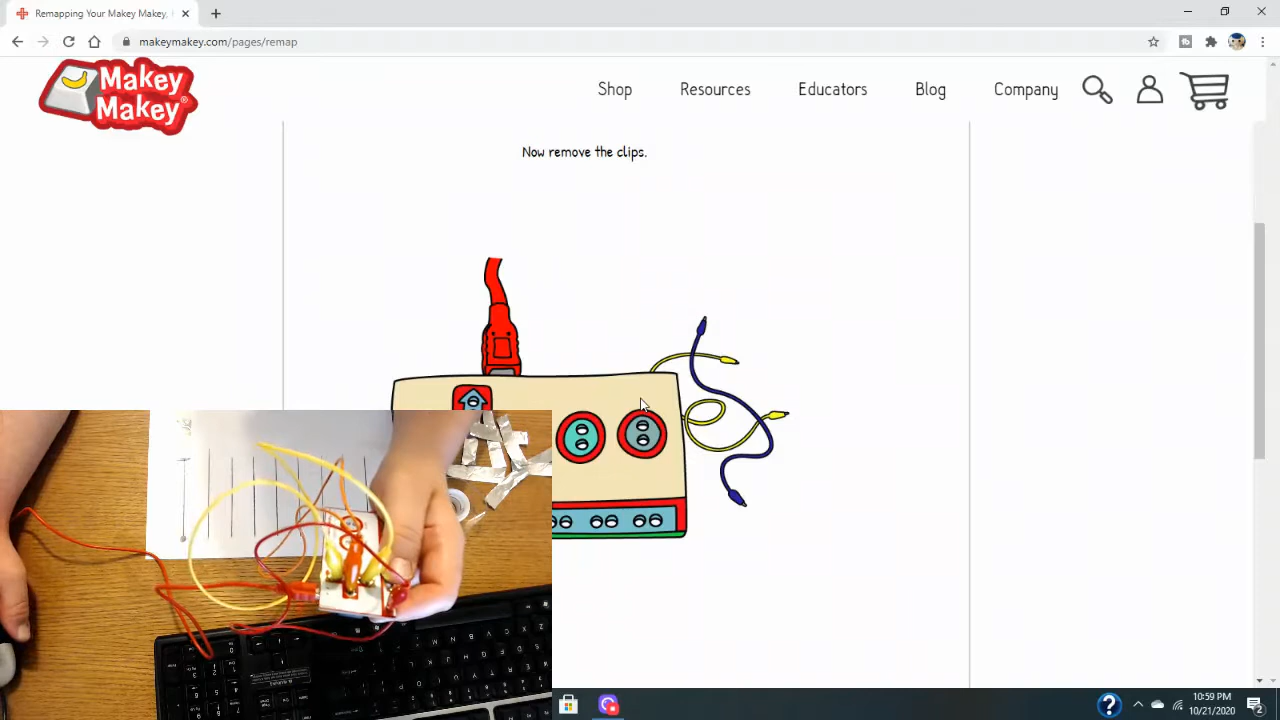 Remapping Your Makey Makey.
makeymakey.com/pages/remap
Makey
Makey®
Shop
Resources
Educators
Blog
Company
Now remove the clips.
10:59 PM
10/21/2020